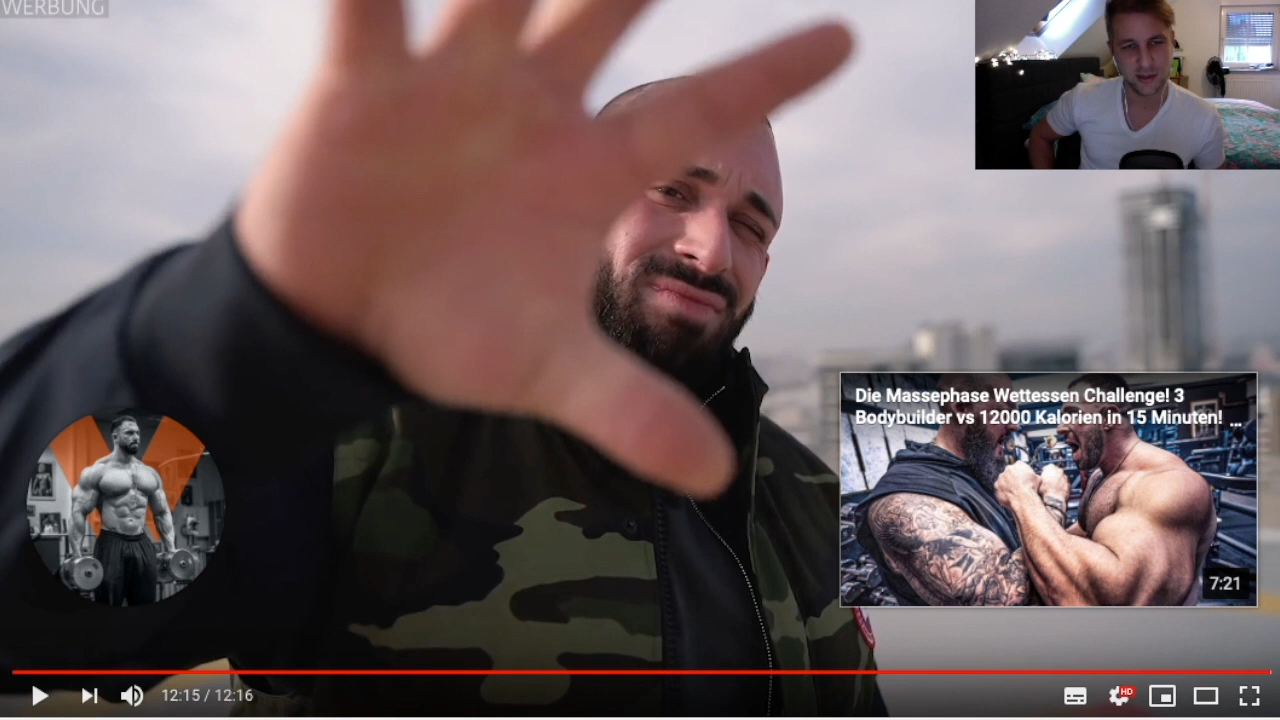 WERBUNG
Die Massephase Wettessen Challenge! 3
Bodybuilder vs 12000 Kalorien in 15 Minuten! ...
7:21
12:15 / 12:16
HD